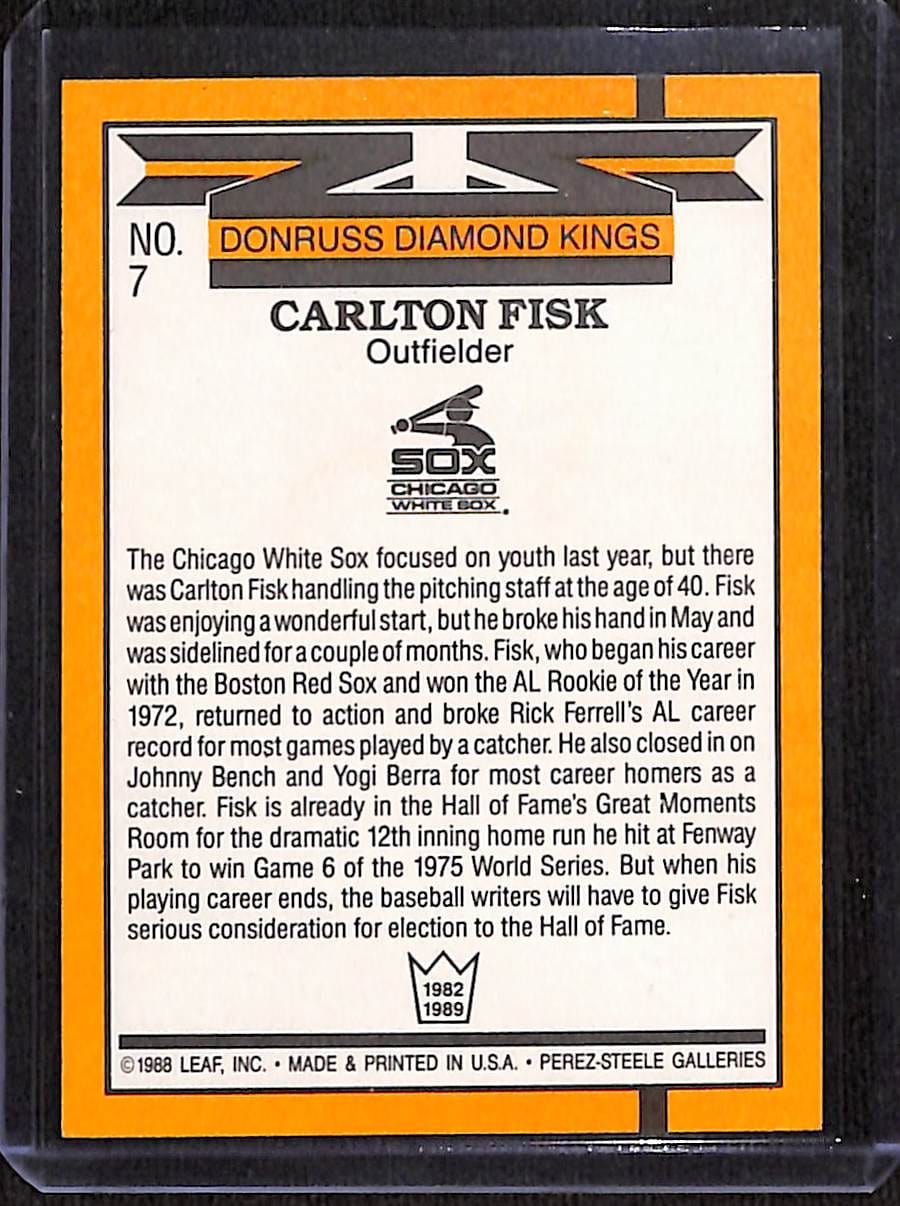 NO.
7
DONRUSS DIAMOND KINGS
CARLTON FISK
Outfielder
SOX
CHICAGO
WHITE SOX
The Chicago White Sox focused on youth last year, but there
was Carlton Fisk handling the pitching staff at the age of 40. Fisk
was enjoying a wonderful start, but he broke his hand in May and
was sidelined for a couple of months. Fisk, who began his career
with the Boston Red Sox and won the AL Rookie of the Year in
1972, returned to action and broke Rick Ferrell's AL career
record for most games played by a catcher. He also closed in on
Johnny Bench and Yogi Berra for most career homers as a
catcher. Fisk is already in the Hall of Fame's Great Moments
Room for the dramatic 12th inning home run he hit at Fenway
Park to win Game 6 of the 1975 World Series. But when his
playing career ends, the baseball writers will have to give Fisk
serious consideration for election to the Hall of Fame.
1982
1989
©1988 LEAF, INC. • MADE & PRINTED IN U.S.A. • PEREZ-STEELE GALLERIES